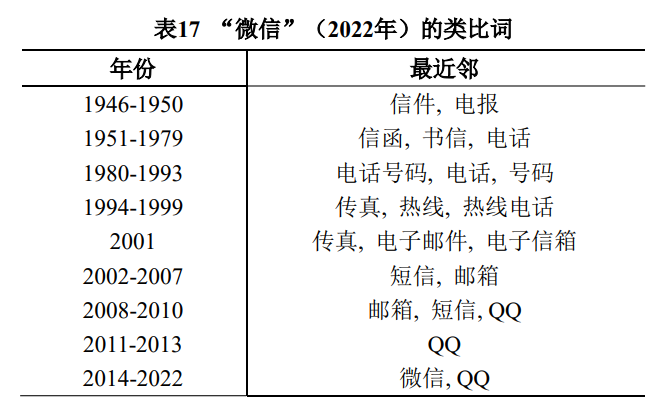 表17 “微信”（2022年）的类比词
年份 最近邻
1946-1950 信件, 电报
1951-1979 信函, 书信, 电话
1980-1993 电话号码, 电话, 号码
1994-1999 传真, 热线, 热线电话
2001 传真, 电子邮件, 电子信箱
2002-2007 短信, 邮箱
2008-2010 邮箱, 短信, QQ
2011-2013 QQ
2014-2022 微信, QQ